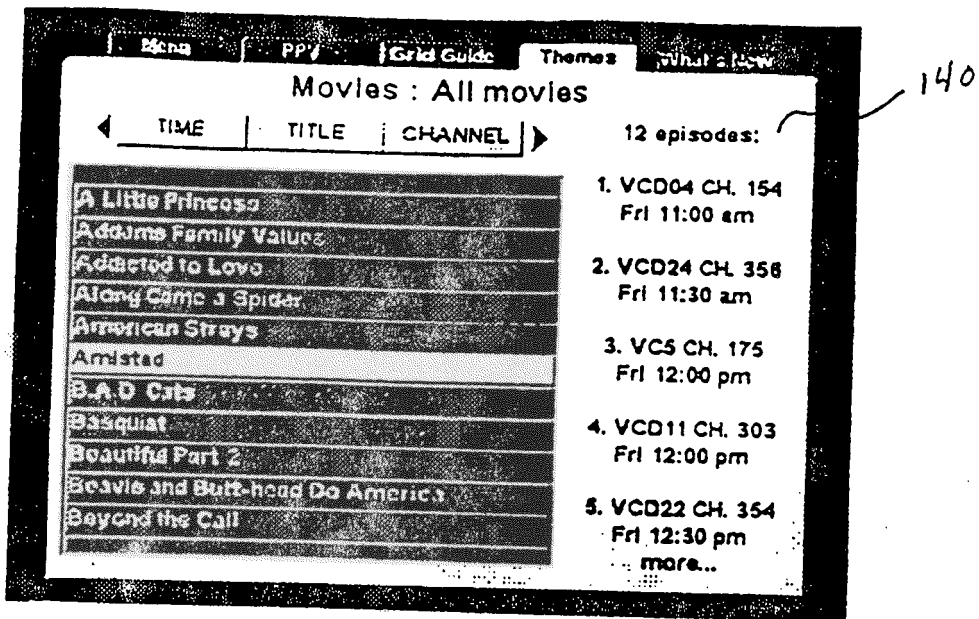 Menu PPV Grid Guide Themes What's New
140
Movies : All movies
TIME TITLE CHANNEL
12 episodes:
A Little Princess
Addams Family Values
Addicted to Love
Along Came a Spider
American Strays
Amistad
B.A.D. Cats
Basquiat
Beautiful Part 2
Beavis and Butt-head Do America
Beyond the Call
1. VCD04 CH. 154
Fri 11:00 am
2. VCD24 CH. 356
Fri 11:30 am
3. VC5 CH. 175
Fri 12:00 pm
4. VCD11 CH. 303
Fri 12:00 pm
5. VCD22 CH. 354
Fri 12:30 pm
more...